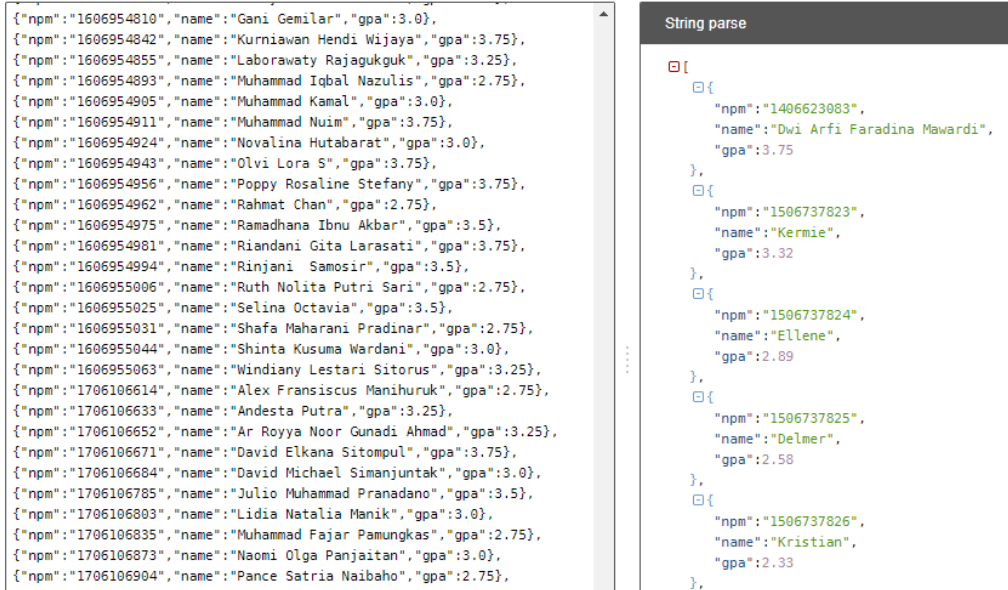 {"npm":"1606954810","name":"Gani Gemilar","gpa":3.0},
{"npm":"1606954842","name":"Kurniawan Hendi Wijaya","gpa":3.75},
{"npm":"1606954855","name":"Laborawaty Rajagukguk","gpa":3.25},
{"npm":"1606954893","name":"Muhammad Iqbal Nazulis","gpa":2.75},
{"npm":"1606954905","name":"Muhammad Kamal","gpa":3.0},
{"npm":"1606954911","name":"Muhammad Nuim","gpa":3.75},
{"npm":"1606954924","name":"Novalina Hutabarat","gpa":3.0},
{"npm":"1606954943","name":"Olvi Lora S","gpa":3.75},
{"npm":"1606954956","name":"Poppy Rosaline Stefany","gpa":3.75},
{"npm":"1606954962","name":"Rahmat Chan","gpa":2.75},
{"npm":"1606954975","name":"Ramadhana Ibnu Akbar","gpa":3.5},
{"npm":"1606954981","name":"Riandani Gita Larasati","gpa":3.75},
{"npm":"1606954994","name":"Rinjani  Samosir","gpa":3.5},
{"npm":"1606955006","name":"Ruth Nolita Putri Sari","gpa":2.75},
{"npm":"1606955025","name":"Selina Octavia","gpa":3.5},
{"npm":"1606955031","name":"Shafa Maharani Pradinar","gpa":2.75},
{"npm":"1606955044","name":"Shinta Kusuma Wardani","gpa":3.0},
{"npm":"1606955063","name":"Windiany Lestari Sitorus","gpa":3.25},
{"npm":"1706106614","name":"Alex Fransiscus Manihuruk","gpa":2.75},
{"npm":"1706106633","name":"Andesta Putra","gpa":3.25},
{"npm":"1706106652","name":"Ar Royya Noor Gunadi Ahmad","gpa":3.25},
{"npm":"1706106671","name":"David Elkana Sitompul","gpa":3.75},
{"npm":"1706106684","name":"David Michael Simanjuntak","gpa":3.0},
{"npm":"1706106785","name":"Julio Muhammad Pranadano","gpa":3.5},
{"npm":"1706106803","name":"Lidia Natalia Manik","gpa":3.0},
{"npm":"1706106835","name":"Muhammad Fajar Pamungkas","gpa":2.75},
{"npm":"1706106873","name":"Naomi Olga Panjaitan","gpa":3.0},
{"npm":"1706106904","name":"Pance Satria Naibaho","gpa":2.75},
String parse
[
{
"npm":"1406623083",
"name":"Dwi Arfi Faradina Mawardi",
"gpa":3.75
},
{
"npm":"1506737823",
"name":"Kermie",
"gpa":3.32
},
{
"npm":"1506737824",
"name":"Ellene",
"gpa":2.89
},
{
"npm":"1506737825",
"name":"Delmer",
"gpa":2.58
},
{
"npm":"1506737826",
"name":"Kristian",
"gpa":2.33
},